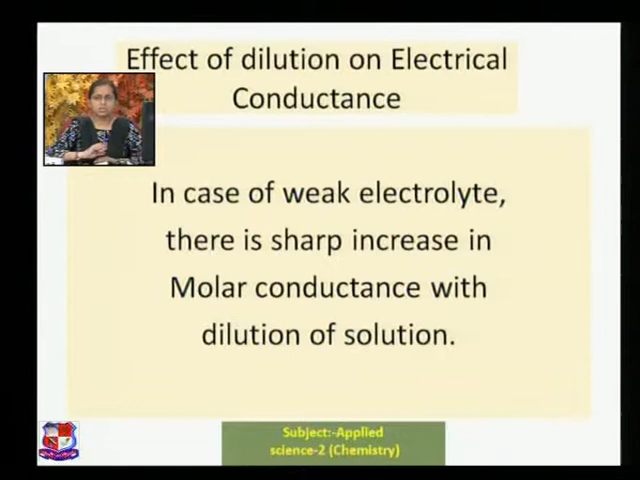 Effect of dilution on Electrical
Conductance
In case of weak electrolyte,
there is sharp increase in
Molar conductance with
dilution of solution.
Subject:-Applied
science-2 (Chemistry)